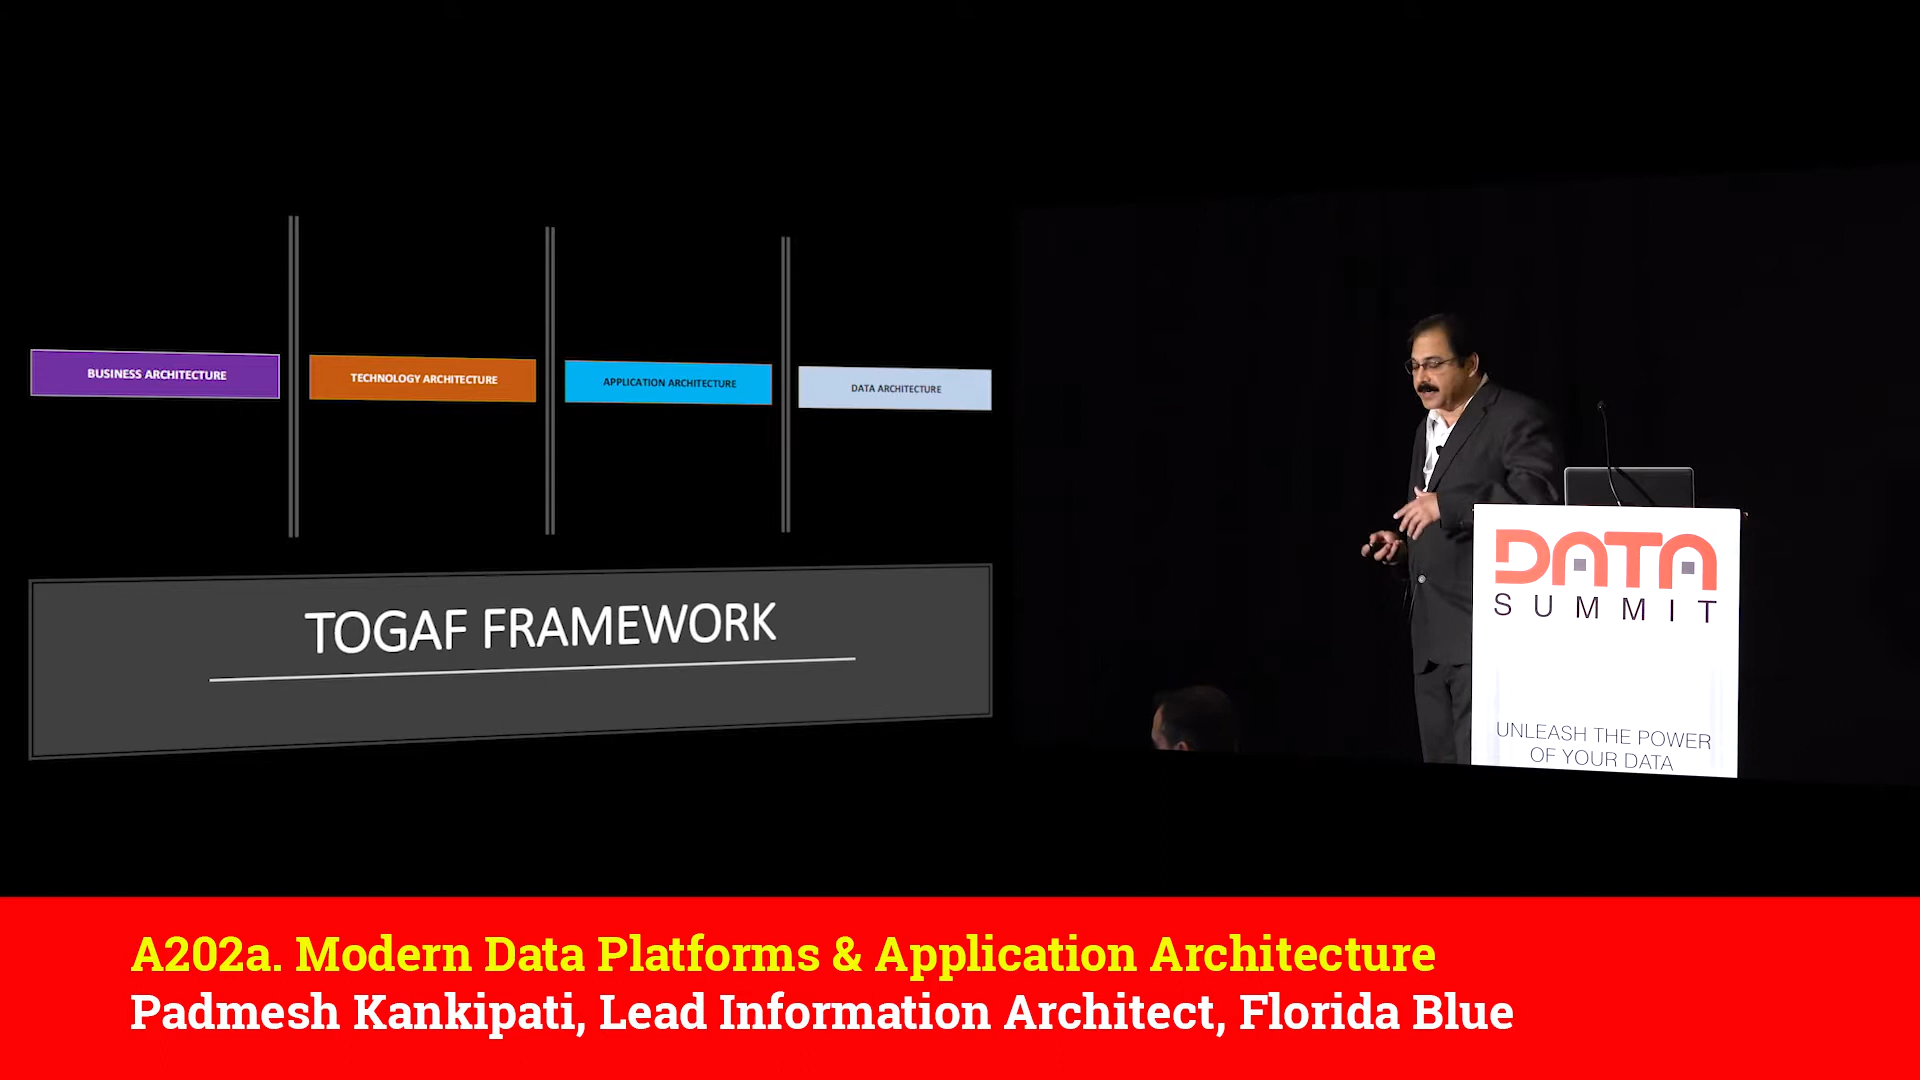 BUSINESS ARCHITECTURE
TECHNOLOGY ARCHITECTURE
APPLICATION ARCHITECTURE
DATA ARCHITECTURE
TOGAF FRAMEWORK
DATA
SUMMIT
UNLEASH THE POWER
OF YOUR DATA
A202a. Modern Data Platforms & Application Architecture
Padmesh Kankipati, Lead Information Architect, Florida Blue